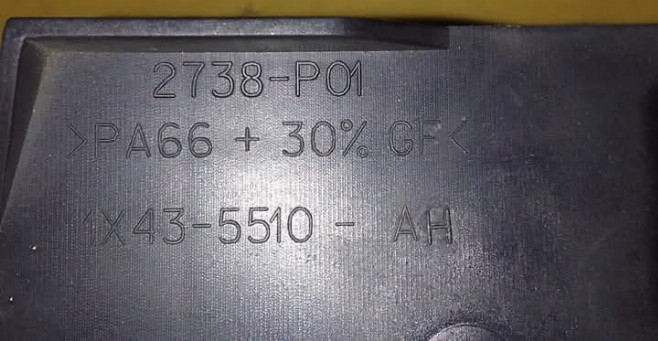 2738-P01
>PA66 + 30% GF<
1X43-5510 - AH